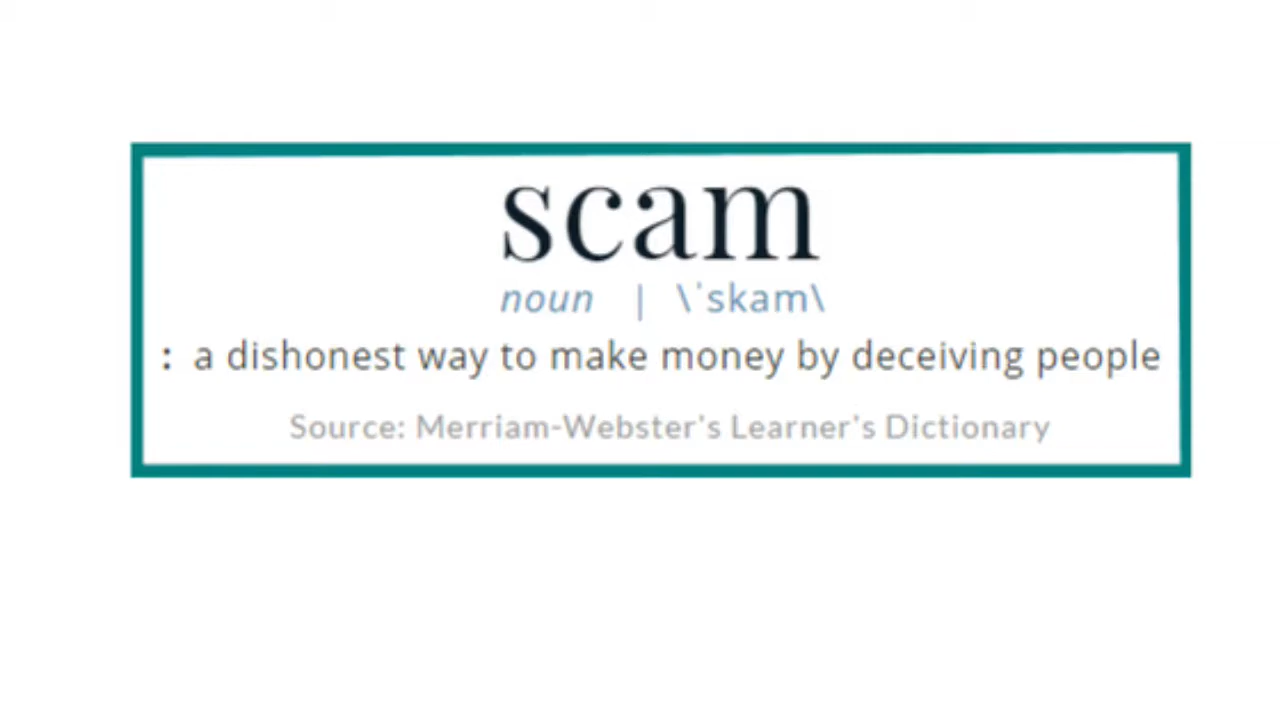 scam
noun | \ˈskam\
: a dishonest way to make money by deceiving people
Source: Merriam-Webster's Learner's Dictionary